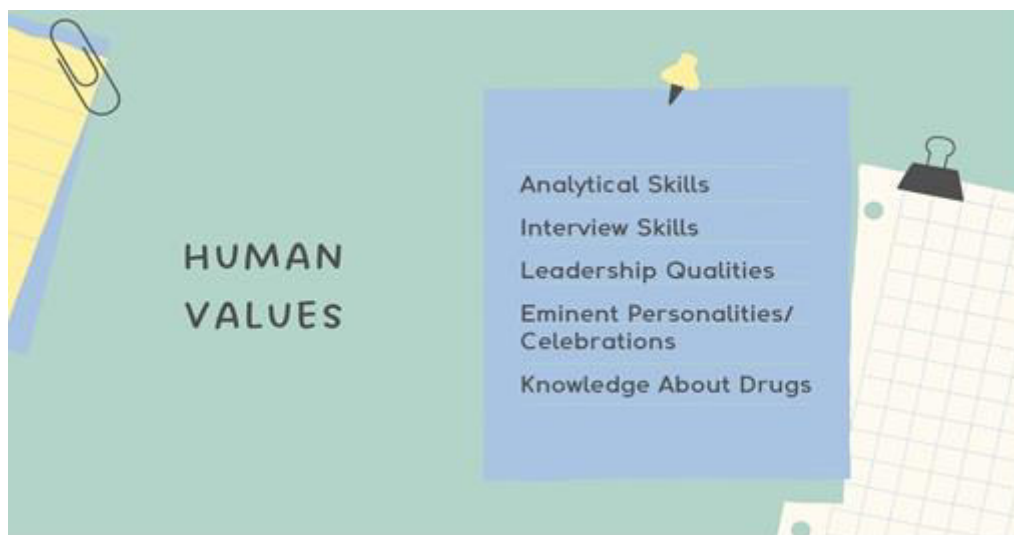 HUMAN
VALUES
Analytical Skills
Interview Skills
Leadership Qualities
Eminent Personalities/
Celebrations
Knowledge About Drugs